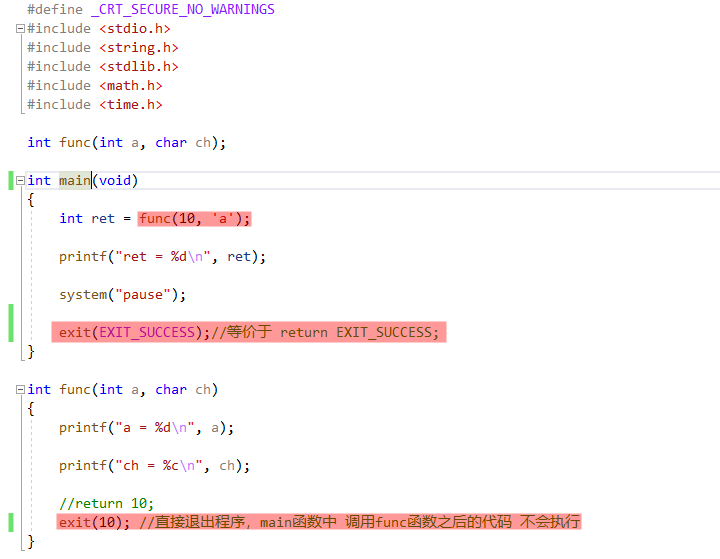 #define _CRT_SECURE_NO_WARNINGS
#include <stdio.h>
#include <string.h>
#include <stdlib.h>
#include <math.h>
#include <time.h>
int func(int a, char ch);
int main(void)
{
int ret = func(10, 'a');
printf("ret = %d\n", ret);
system("pause");
exit(EXIT_SUCCESS);//等价于 return EXIT_SUCCESS;
}
int func(int a, char ch)
{
printf("a = %d\n", a);
printf("ch = %c\n", ch);
//return 10;
exit(10); //直接退出程序，main函数中 调用func函数之后的代码 不会执行
}